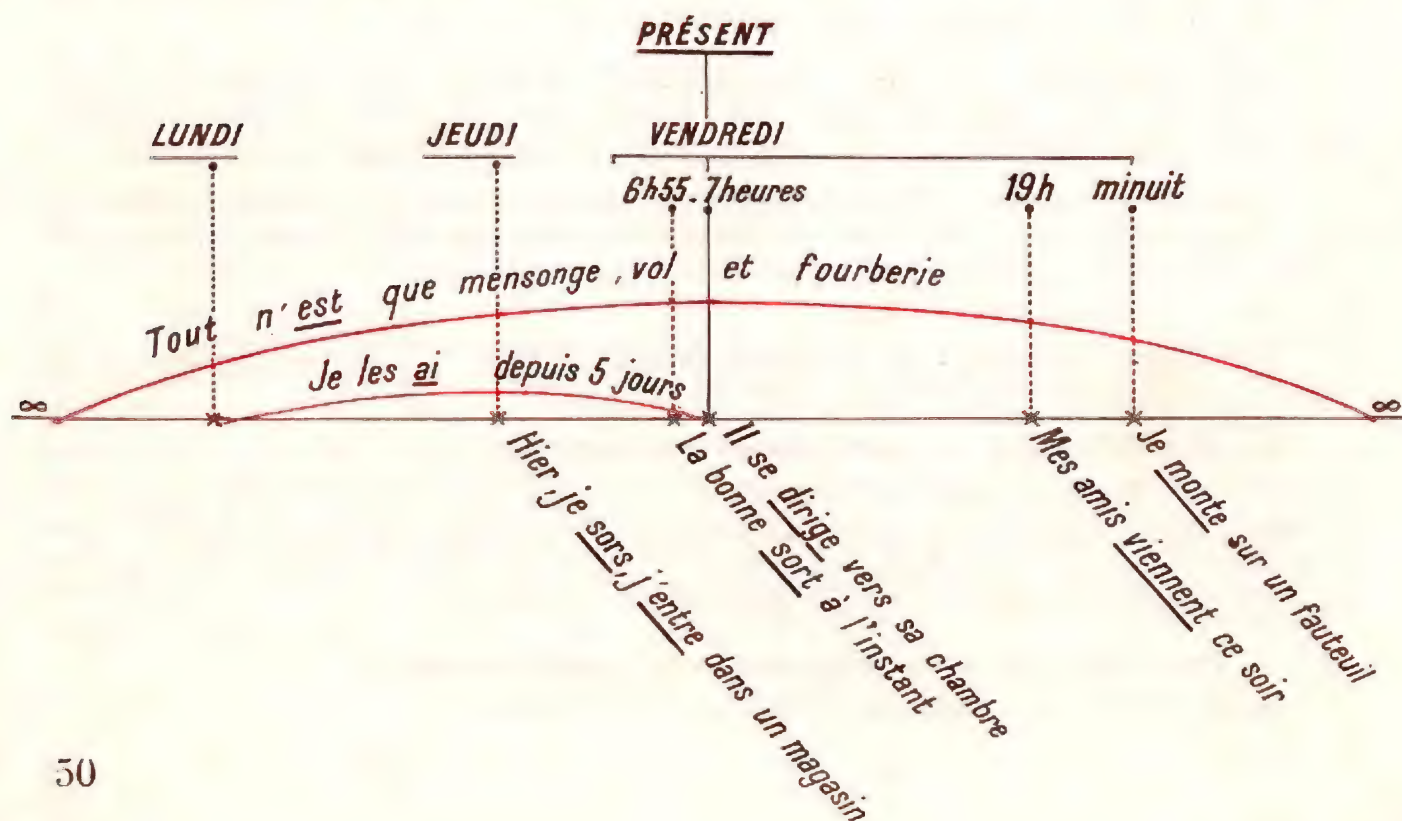 PRÉSENT
LUNDI
JEUDI
VENDREDI
6h55_7heures
19h
minuit
Tout n'est que mensonge, vol et fourberie
Je les ai depuis 5 jours
∞
∞
Hier, je sors, j'entre dans un magasin
La bonne sort à l'instant
Il se dirige vers sa chambre
Mes amis viennent ce soir
Je monte sur un fauteuil
50